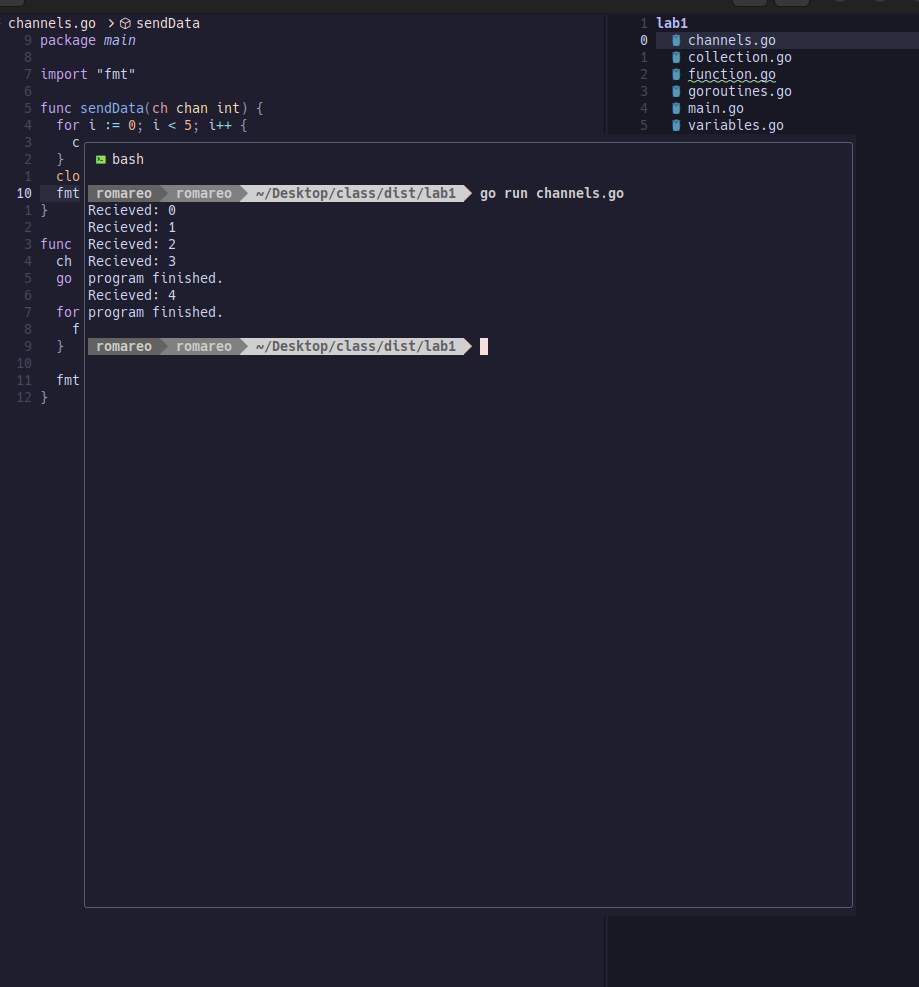 channels.go > sendData
9 package main
8
7 import "fmt"
6
5 func sendData(ch chan int) {
4 for i := 0; i < 5; i++ {
3 c
2 }
1 clo
10 fmt
1 }
2
3 func
4 ch
5 go
6
7 for
8 f
9 }
10
11 fmt
12 }
bash
romareo romareo ~/Desktop/class/dist/lab1 go run channels.go
Recieved: 0
Recieved: 1
Recieved: 2
Recieved: 3
program finished.
Recieved: 4
program finished.
romareo romareo ~/Desktop/class/dist/lab1
1 lab1
0 channels.go
1 collection.go
2 function.go
3 goroutines.go
4 main.go
5 variables.go